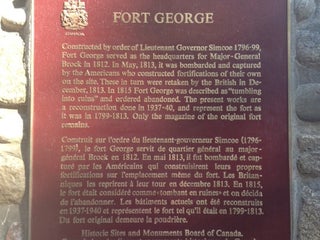 FORT GEORGE
Constructed by order of Lieutenant Governor Simcoe 1796-99,
Fort George served as the headquarters for Major-General
Brock in 1812. In May, 1813, it was bombarded and captured
by the Americans who constructed fortifications of their own
on the site. These in turn were retaken by the British in De-
cember, 1813. In 1815 Fort George was described as "tumbling
into ruins" and ordered abandoned. The present works are
a reconstruction done in 1937-40, and represent the fort as
it was in 1799-1813. Only the magazine of the original fort
remains.
Construit sur l'ordre du lieutenant-gouverneur Simcoe (1796-
1799), le fort George servit de quartier général au major-
général Brock en 1812. En mai 1813, il fut bombardé et cap-
turé par les Américains qui construisirent leurs propres
fortifications sur l'emplacement même du fort. Les Britan-
niques les reprirent à leur tour en décembre 1813. En 1815,
le fort était considéré comme «tombant en ruines» et on décida
de l'abandonner. Les bâtiments actuels ont été reconstruits
en 1937-1940 et représentent le fort tel qu'il était en 1799-1813.
Du fort original demeure la poudrière.
Historic Sites and Monuments Board of Canada.